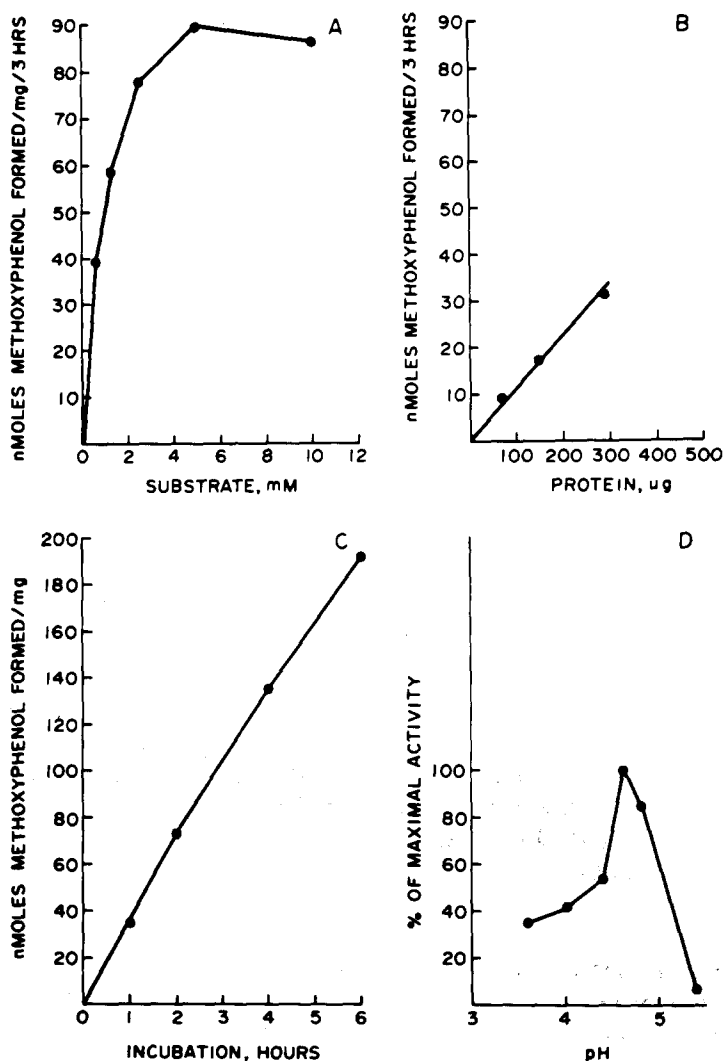 A
nMOLES METHOXYPHENOL FORMED/mg/3 HRS
90
80
70
60
50
40
30
20
10
0 2 4 6 8 10 12
SUBSTRATE, mM
B
nMOLES METHOXYPHENOL FORMED/3 HRS
90
80
70
60
50
40
30
20
10
100 200 300 400 500
PROTEIN, ug
C
nMOLES METHOXYPHENOL FORMED/mg
200
180
160
140
120
100
80
60
40
20
0 1 2 3 4 5 6
INCUBATION, HOURS
D
% OF MAXIMAL ACTIVITY
100
80
60
40
20
3 4 5
pH